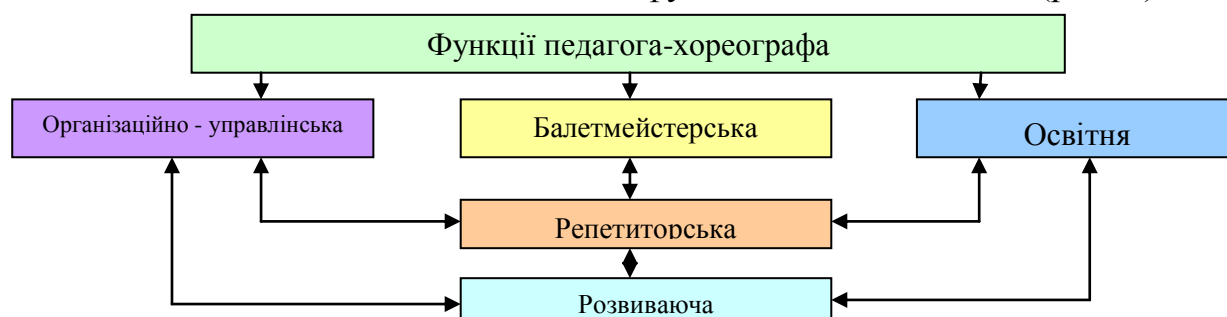 Функції педагога-хореографа
Організаційно - управлінська
Балетмейстерська
Освітня
Репетиторська
Розвиваюча